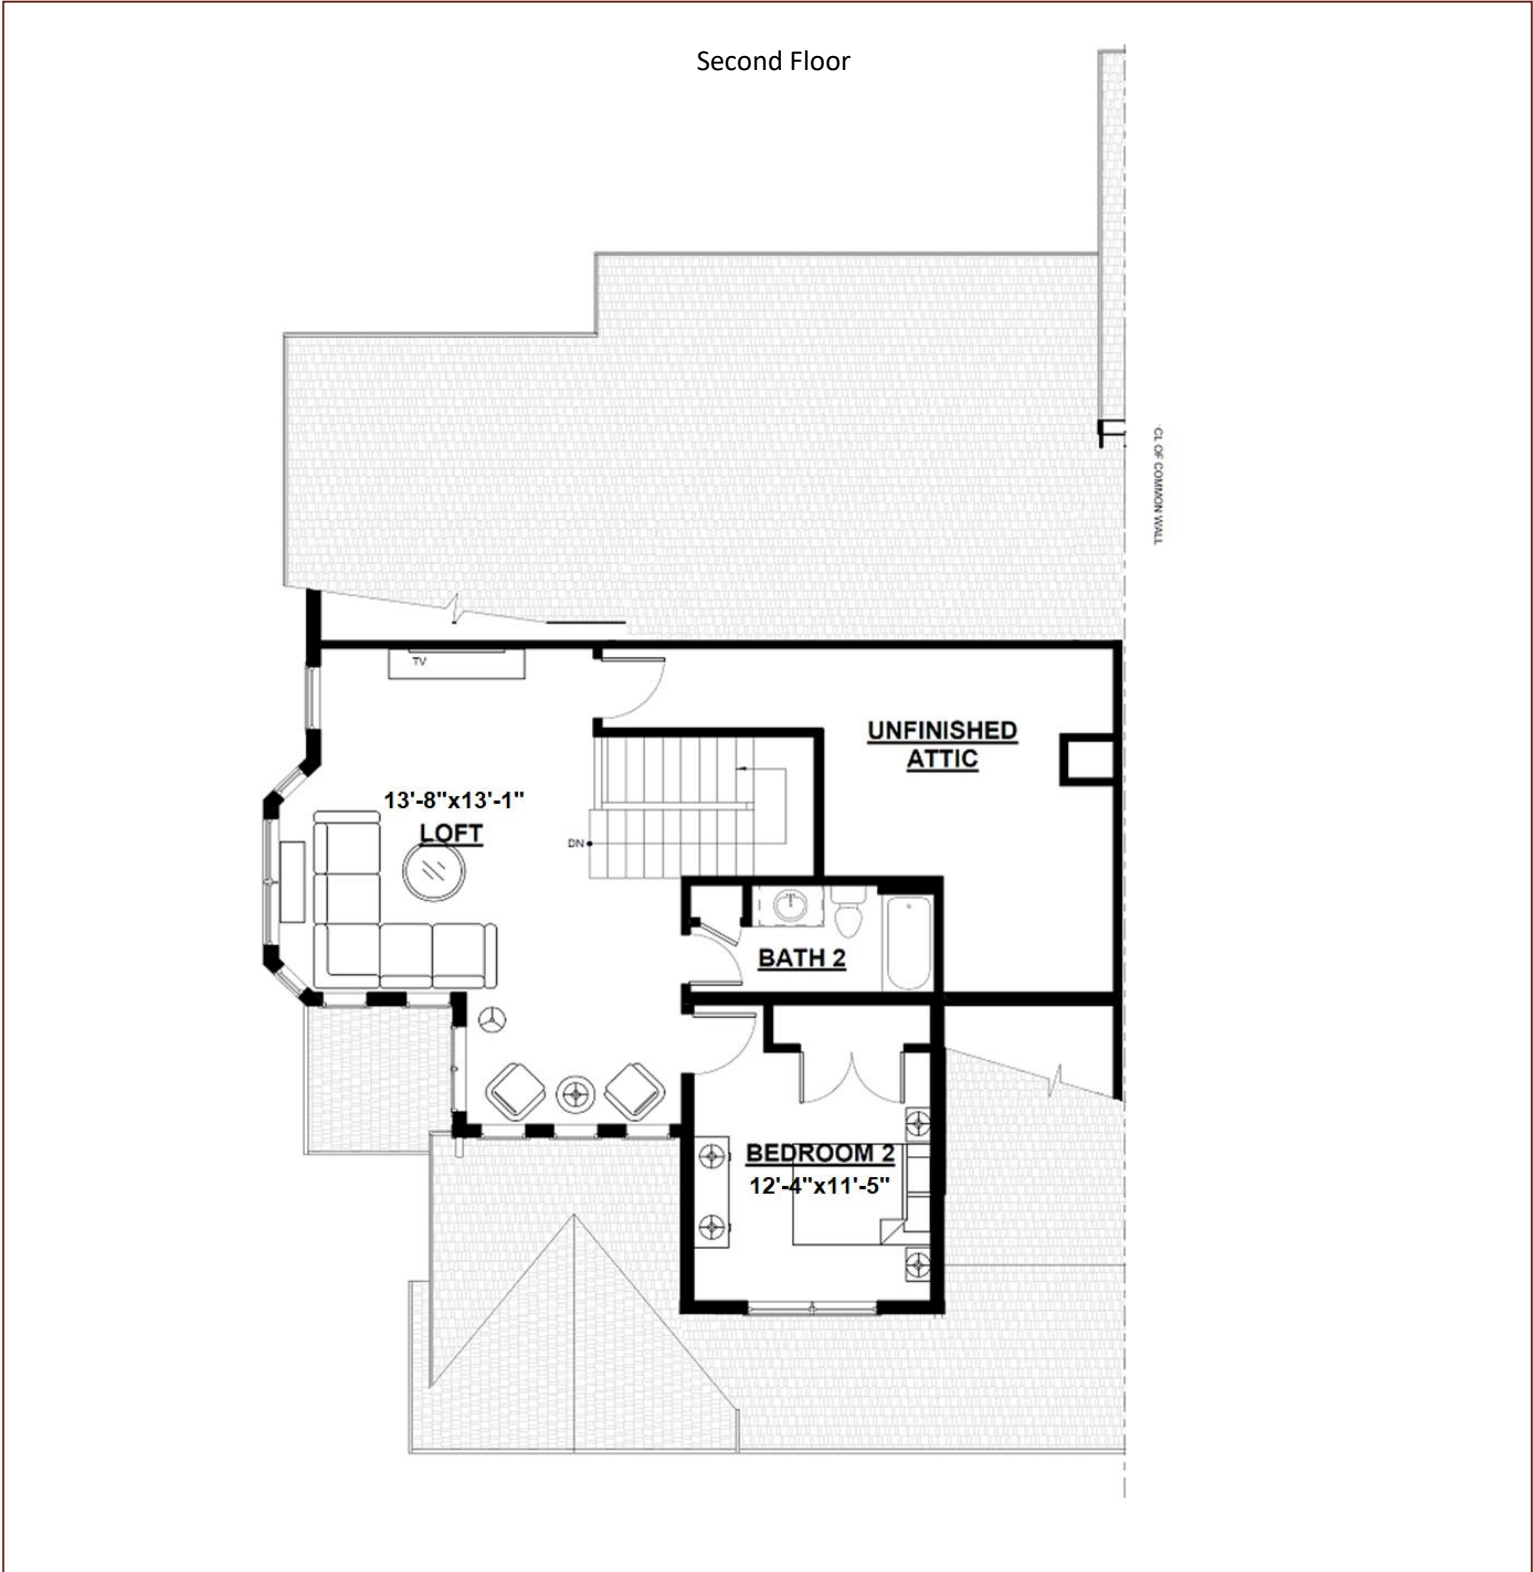 Second Floor
CL OF COMMON WALL
TV
UNFINISHED
ATTIC
13'-8"x13'-1"
LOFT
DN
BATH 2
BEDROOM 2
12'-4"x11'-5"